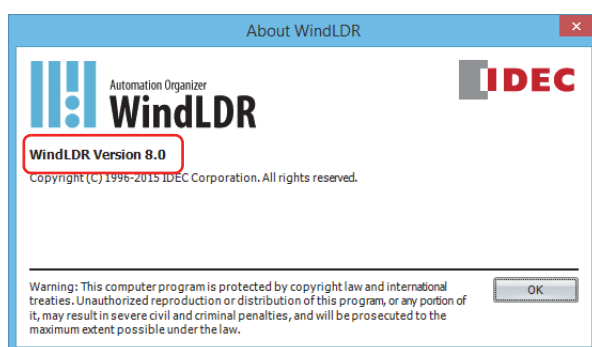 About WindLDR
×
Automation Organizer
WindLDR
IDEC
WindLDR Version 8.0
Copyright (C) 1996-2015 IDEC Corporation. All rights reserved.
Warning: This computer program is protected by copyright law and international
treaties. Unauthorized reproduction or distribution of this program, or any portion of
it, may result in severe civil and criminal penalties, and will be prosecuted to the
maximum extent possible under the law.
OK